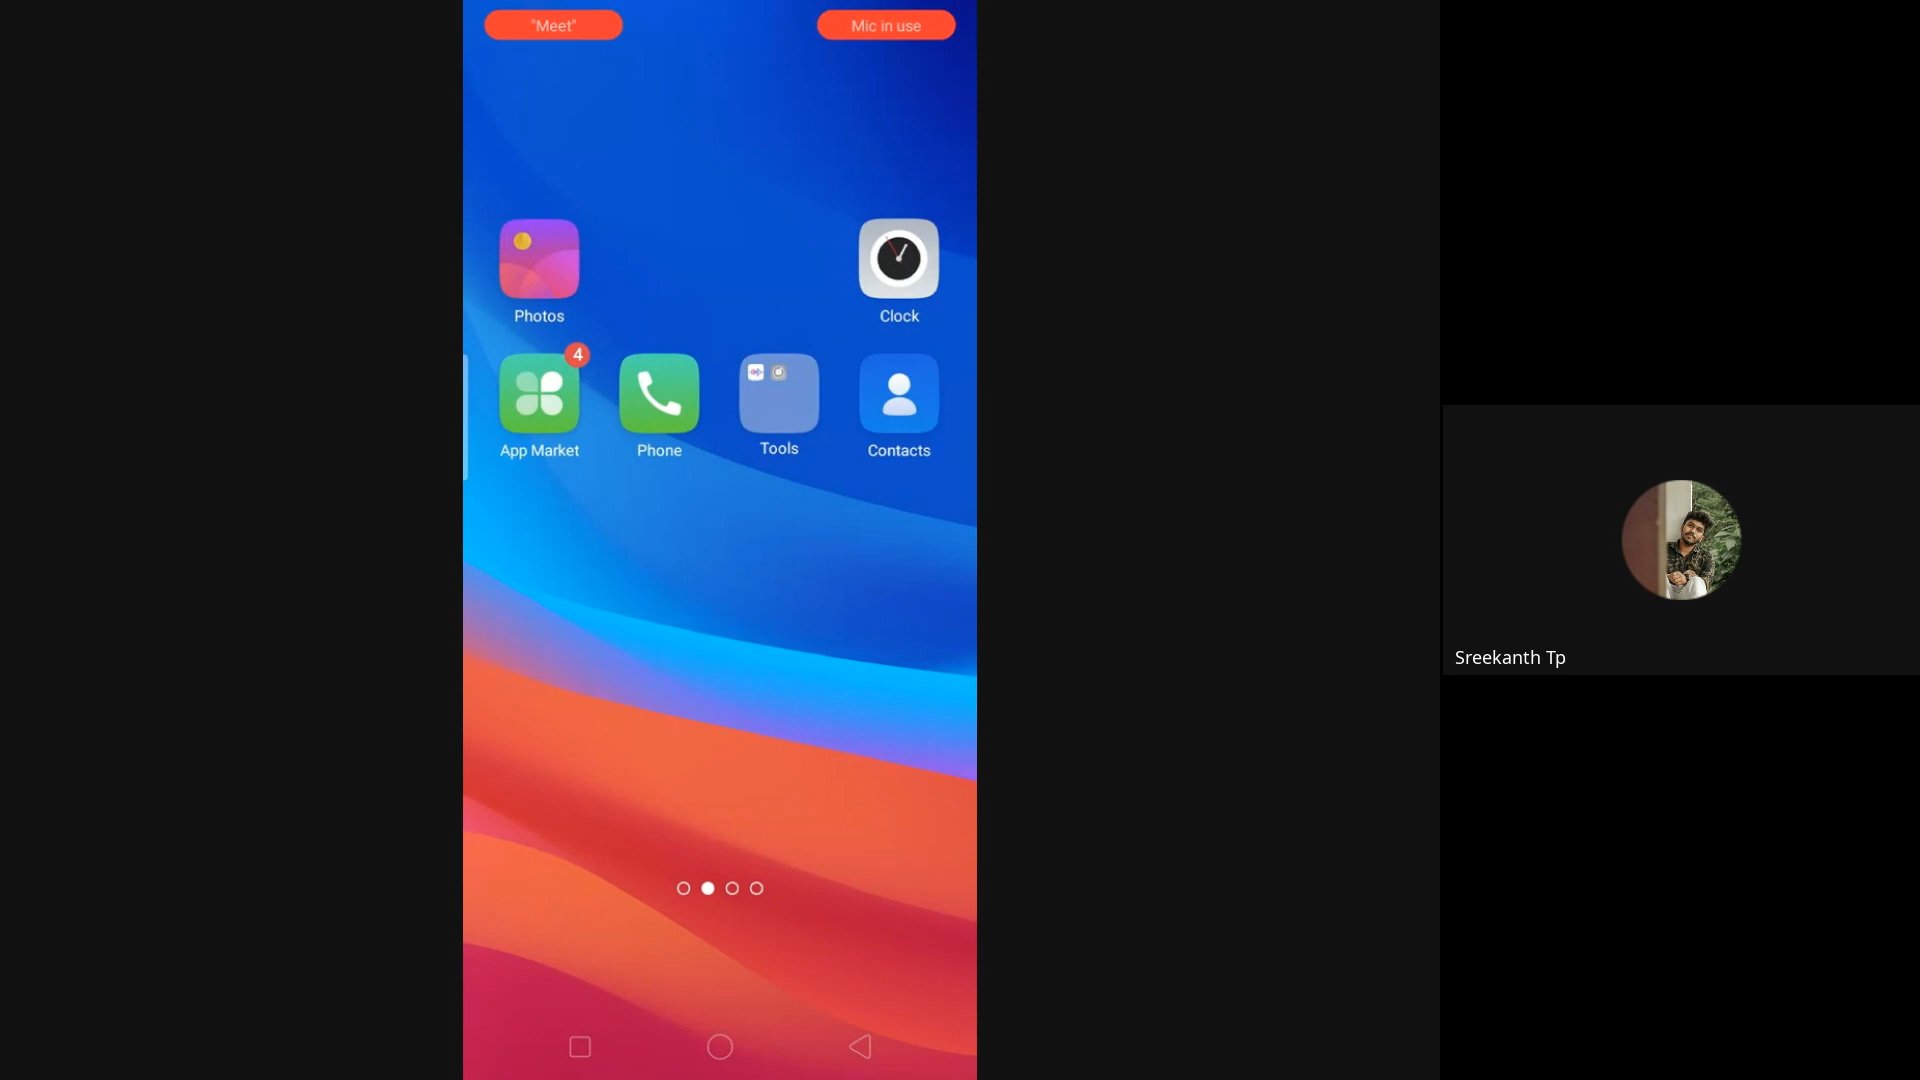 "Meet"
Mic in use
Photos
Clock
4
App Market
Phone
Tools
Contacts
Sreekanth Tp